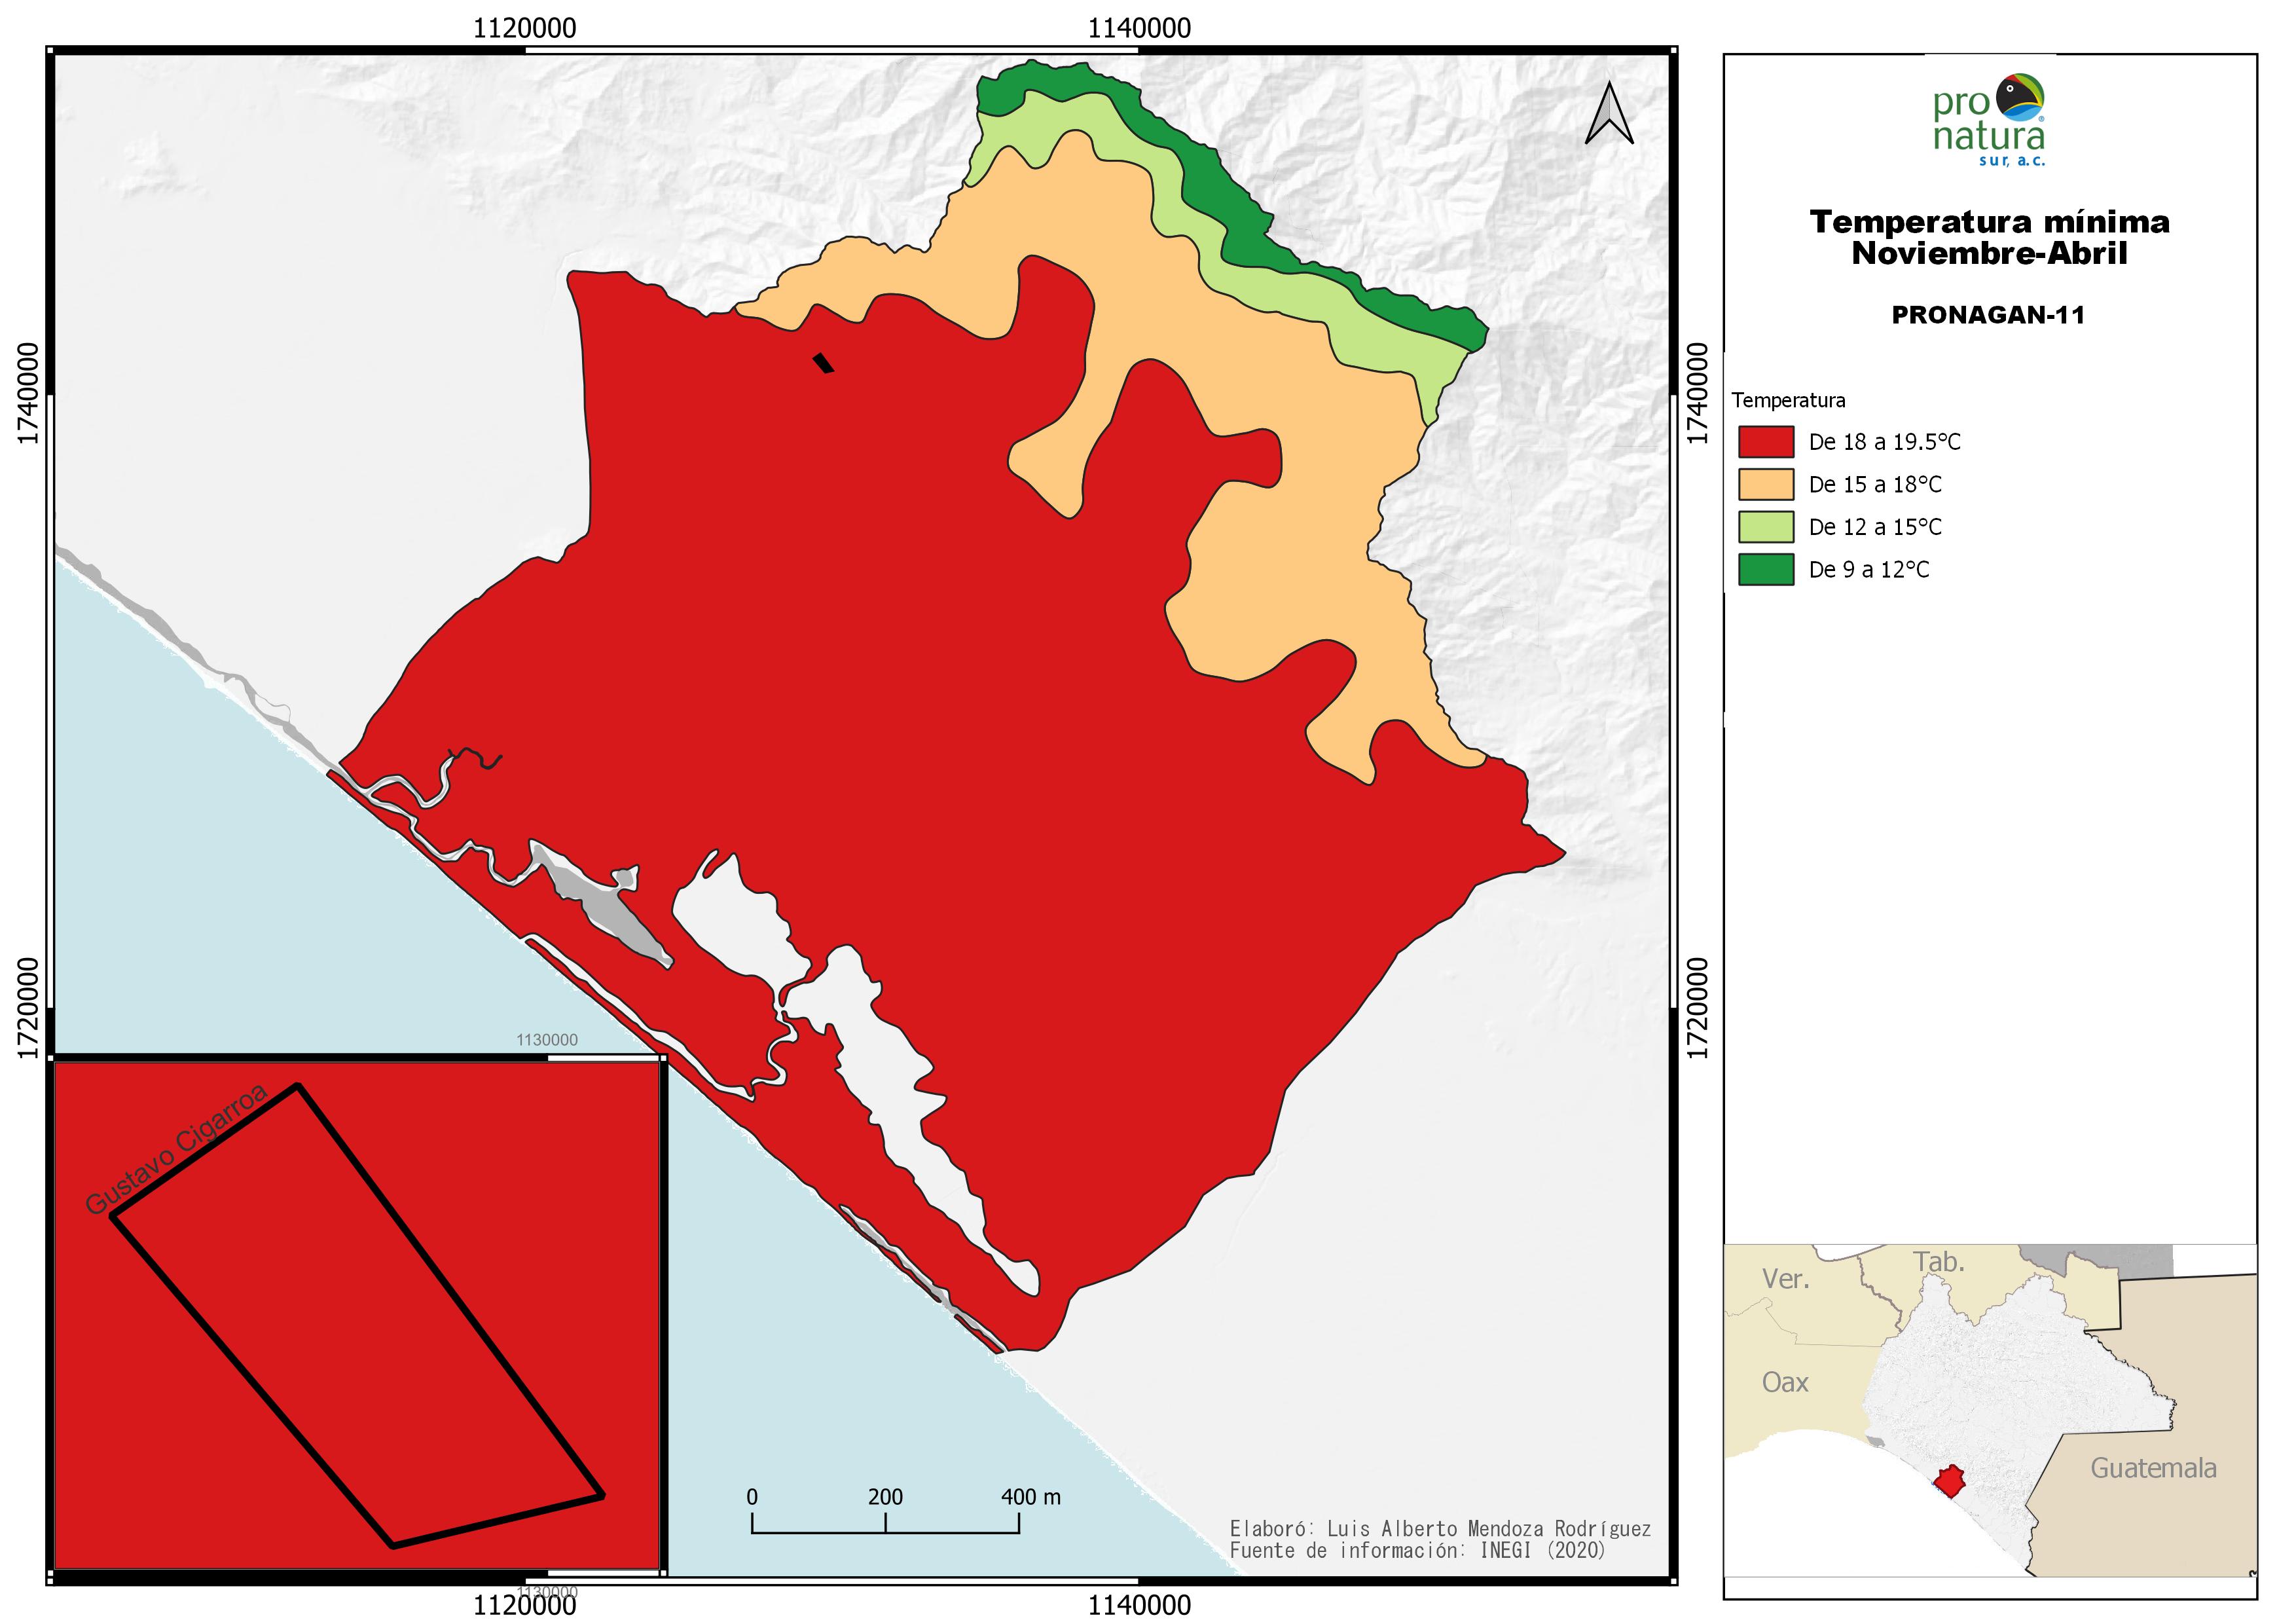 1120000
1140000
1740000
1740000
1720000
1720000
1130000
Gustavo Cigarroa
1130000
1120000
1140000
0 200 400 m
Elaboró: Luis Alberto Mendoza Rodríguez
Fuente de información: INEGI (2020)
pro
natura
sur, a.c.
Temperatura mínima
Noviembre-Abril
PRONAGAN-11
Temperatura
De 18 a 19.5°C
De 15 a 18°C
De 12 a 15°C
De 9 a 12°C
Ver.
Tab.
Oax
Guatemala